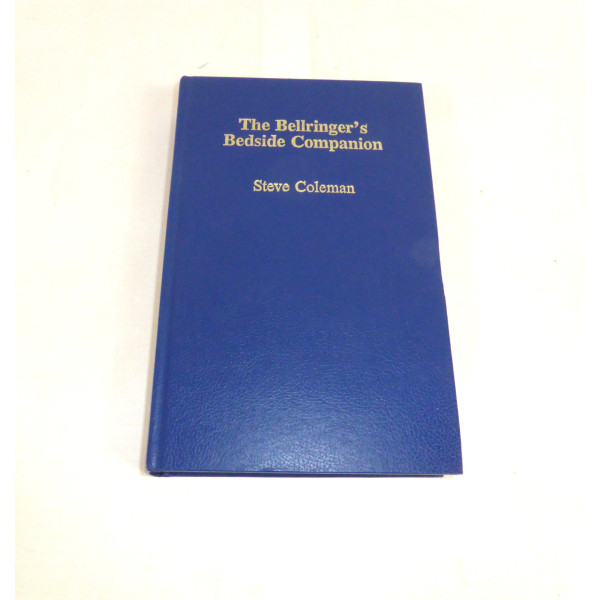 The Bellringer's
Bedside Companion
Steve Coleman